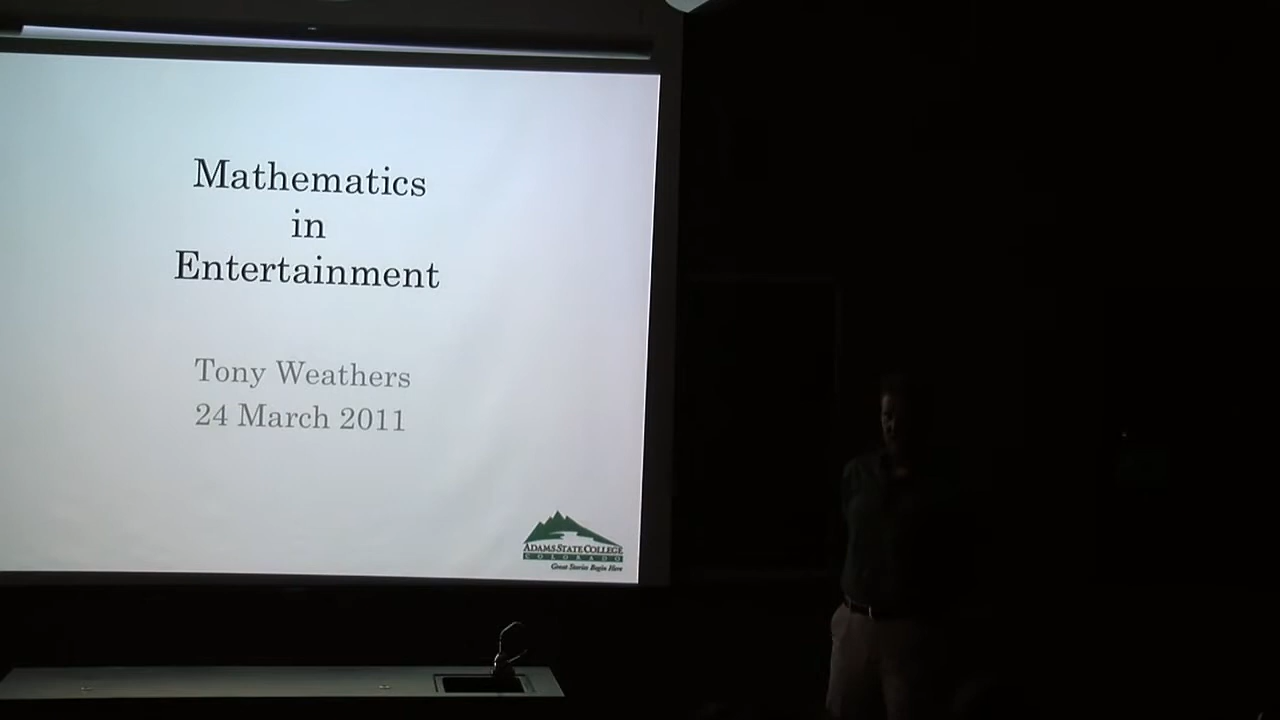 Mathematics
in
Entertainment
Tony Weathers
24 March 2011
ADAMS STATE COLLEGE
COLORADO
Great Stories Begin Here